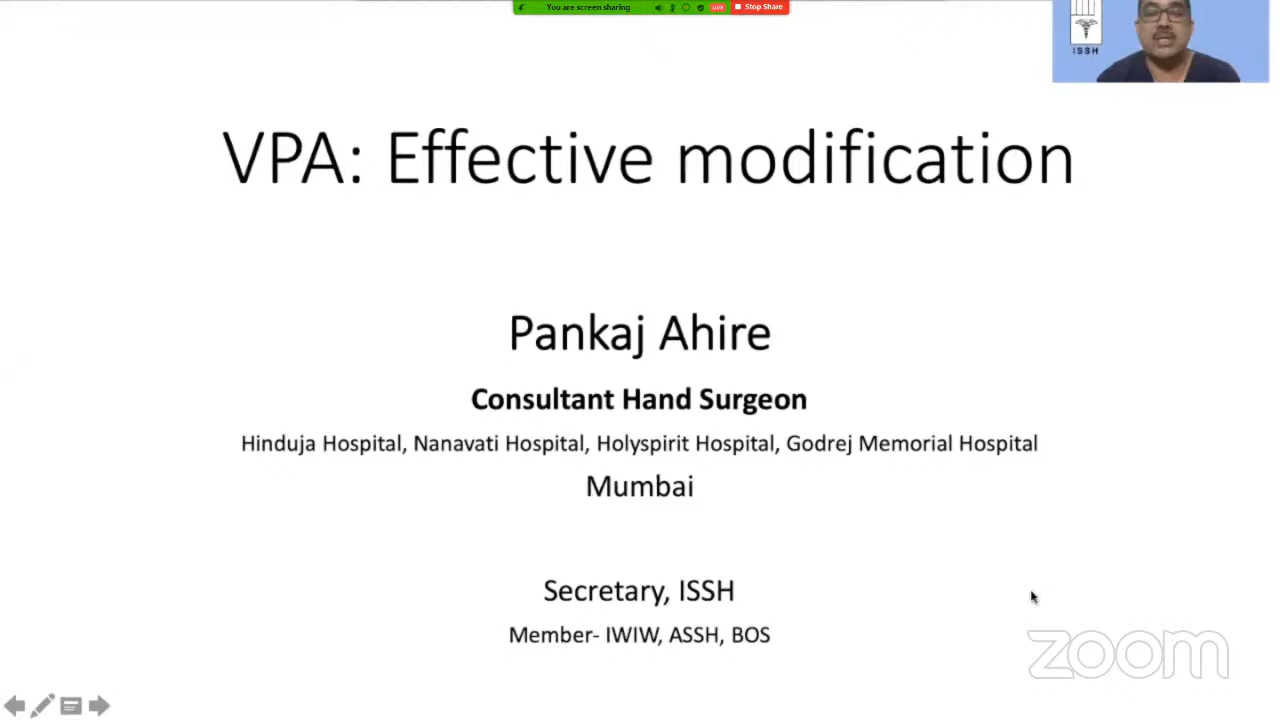 You are screen sharing
LIVE
Stop Share
ISSH
VPA: Effective modification
Pankaj Ahire
Consultant Hand Surgeon
Hinduja Hospital, Nanavati Hospital, Holyspirit Hospital, Godrej Memorial Hospital
Mumbai
Secretary, ISSH
Member- IWIW, ASSH, BOS
zoom